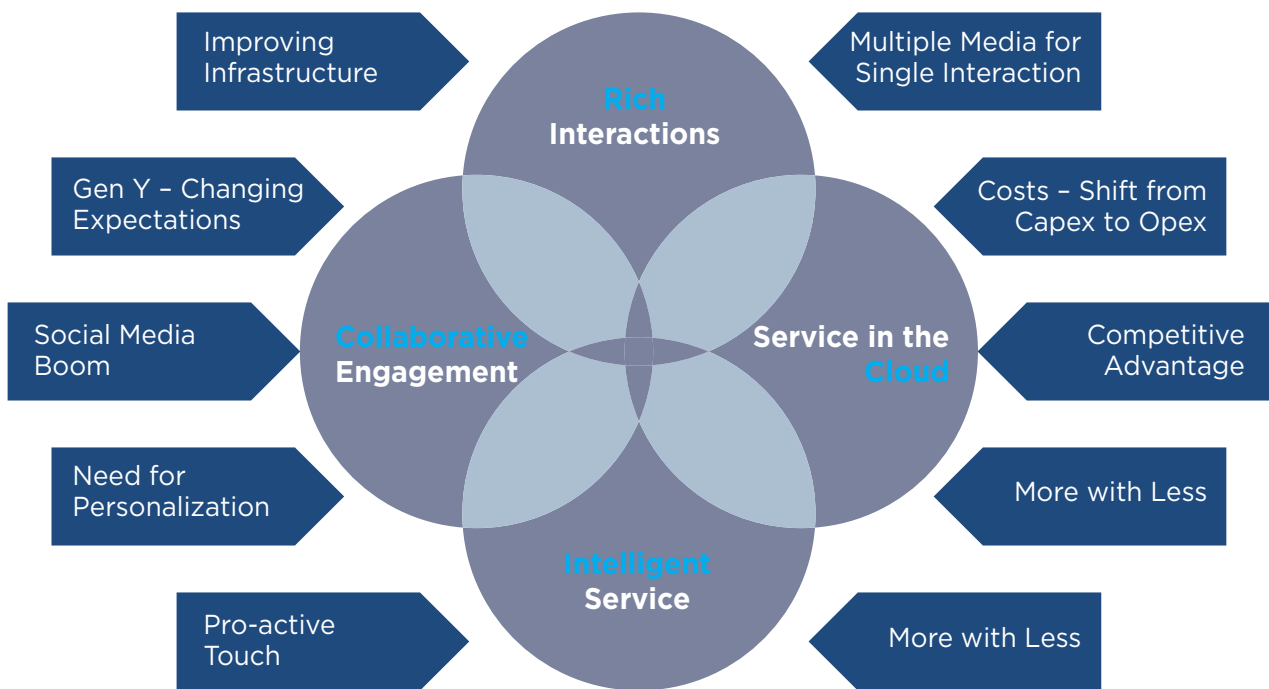 Improving
Infrastructure
Multiple Media for
Single Interaction
Rich
Interactions
Gen Y – Changing
Expectations
Costs – Shift from
Capex to Opex
Social Media
Boom
Collaborative
Engagement
Service in the
Cloud
Competitive
Advantage
Need for
Personalization
More with Less
Intelligent
Service
Pro-active
Touch
More with Less